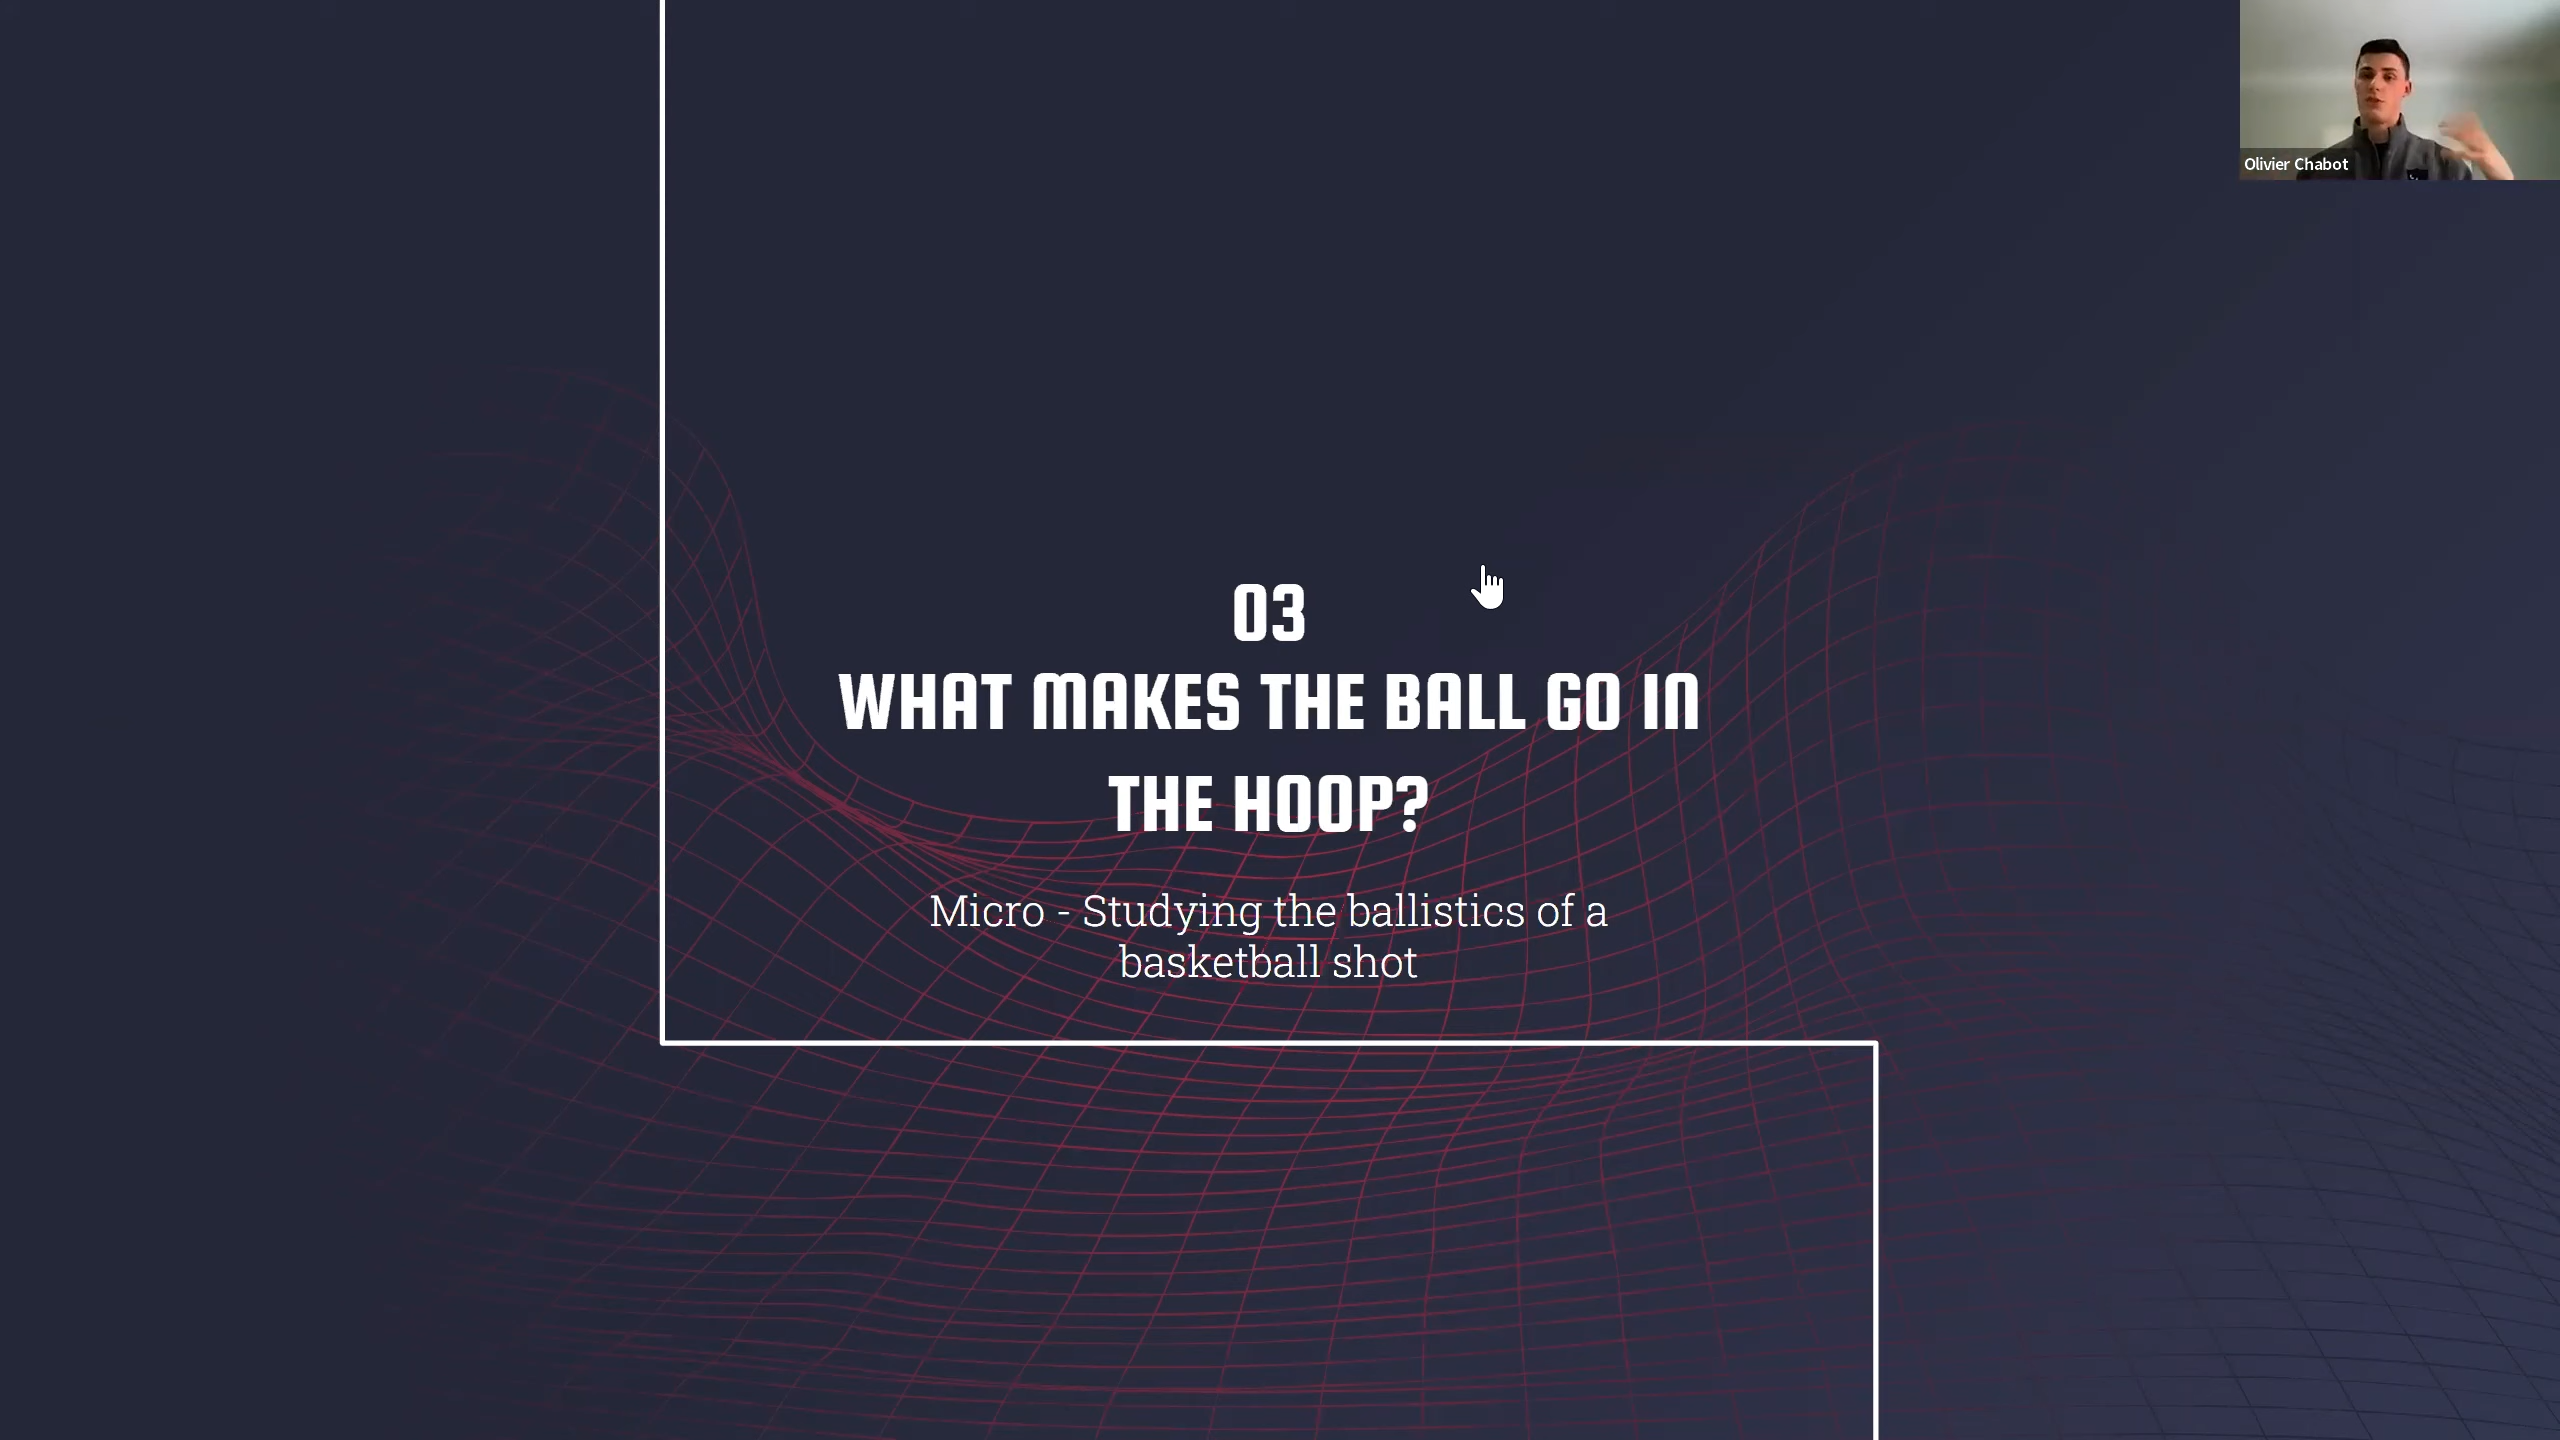 Olivier Chabot
03
WHAT MAKES THE BALL GO IN
THE HOOP?
Micro - Studying the ballistics of a
basketball shot